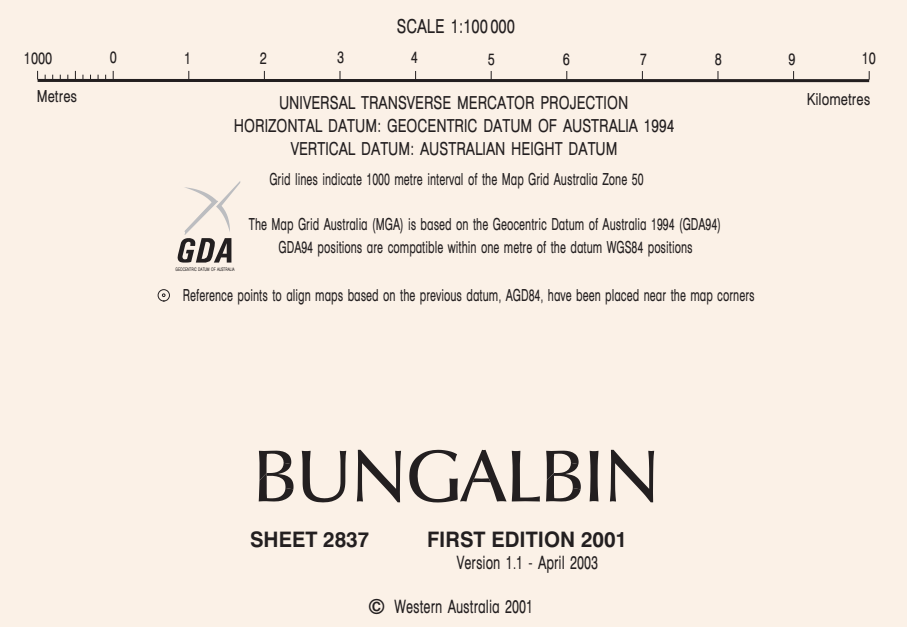 SCALE 1:100 000
1000 0 1 2 3 4 5 6 7 8 9 10
Metres Kilometres
UNIVERSAL TRANSVERSE MERCATOR PROJECTION
HORIZONTAL DATUM: GEOCENTRIC DATUM OF AUSTRALIA 1994
VERTICAL DATUM: AUSTRALIAN HEIGHT DATUM
Grid lines indicate 1000 metre interval of the Map Grid Australia Zone 50
The Map Grid Australia (MGA) is based on the Geocentric Datum of Australia 1994 (GDA94)
GDA94 positions are compatible within one metre of the datum WGS84 positions
GDA
GEOCENTRIC DATUM OF AUSTRALIA
Reference points to align maps based on the previous datum, AGD84, have been placed near the map corners
BUNGALBIN
SHEET 2837 FIRST EDITION 2001
Version 1.1 - April 2003
© Western Australia 2001